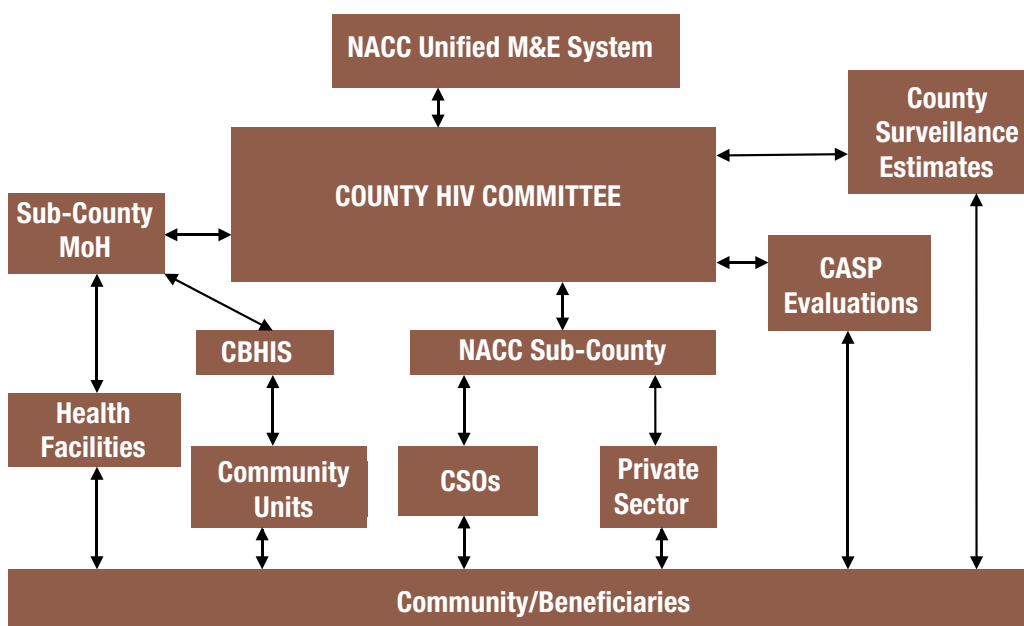 NACC Unified M&E System
County
Surveillance
Estimates
COUNTY HIV COMMITTEE
Sub-County
MoH
CASP
Evaluations
CBHIS
NACC Sub-County
Health
Facilities
Community
Units
CSOs
Private
Sector
Community/Beneficiaries